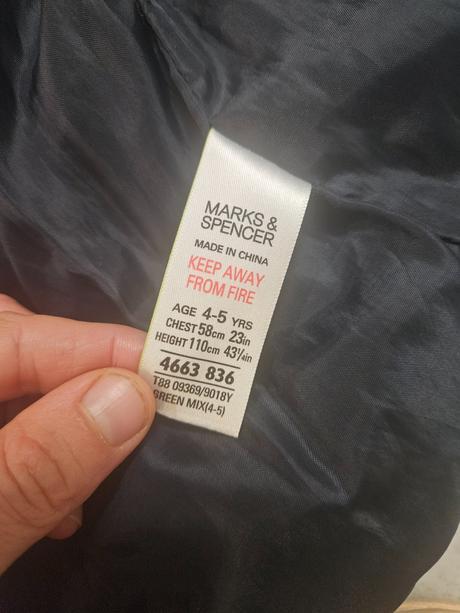 MARKS &
SPENCER
MADE IN CHINA
KEEP AWAY
FROM FIRE
AGE 4-5 YRS
CHEST 58cm 23in
HEIGHT 110cm 43¼in
4663 836
T88 09369/9018Y
GREEN MIX(4-5)